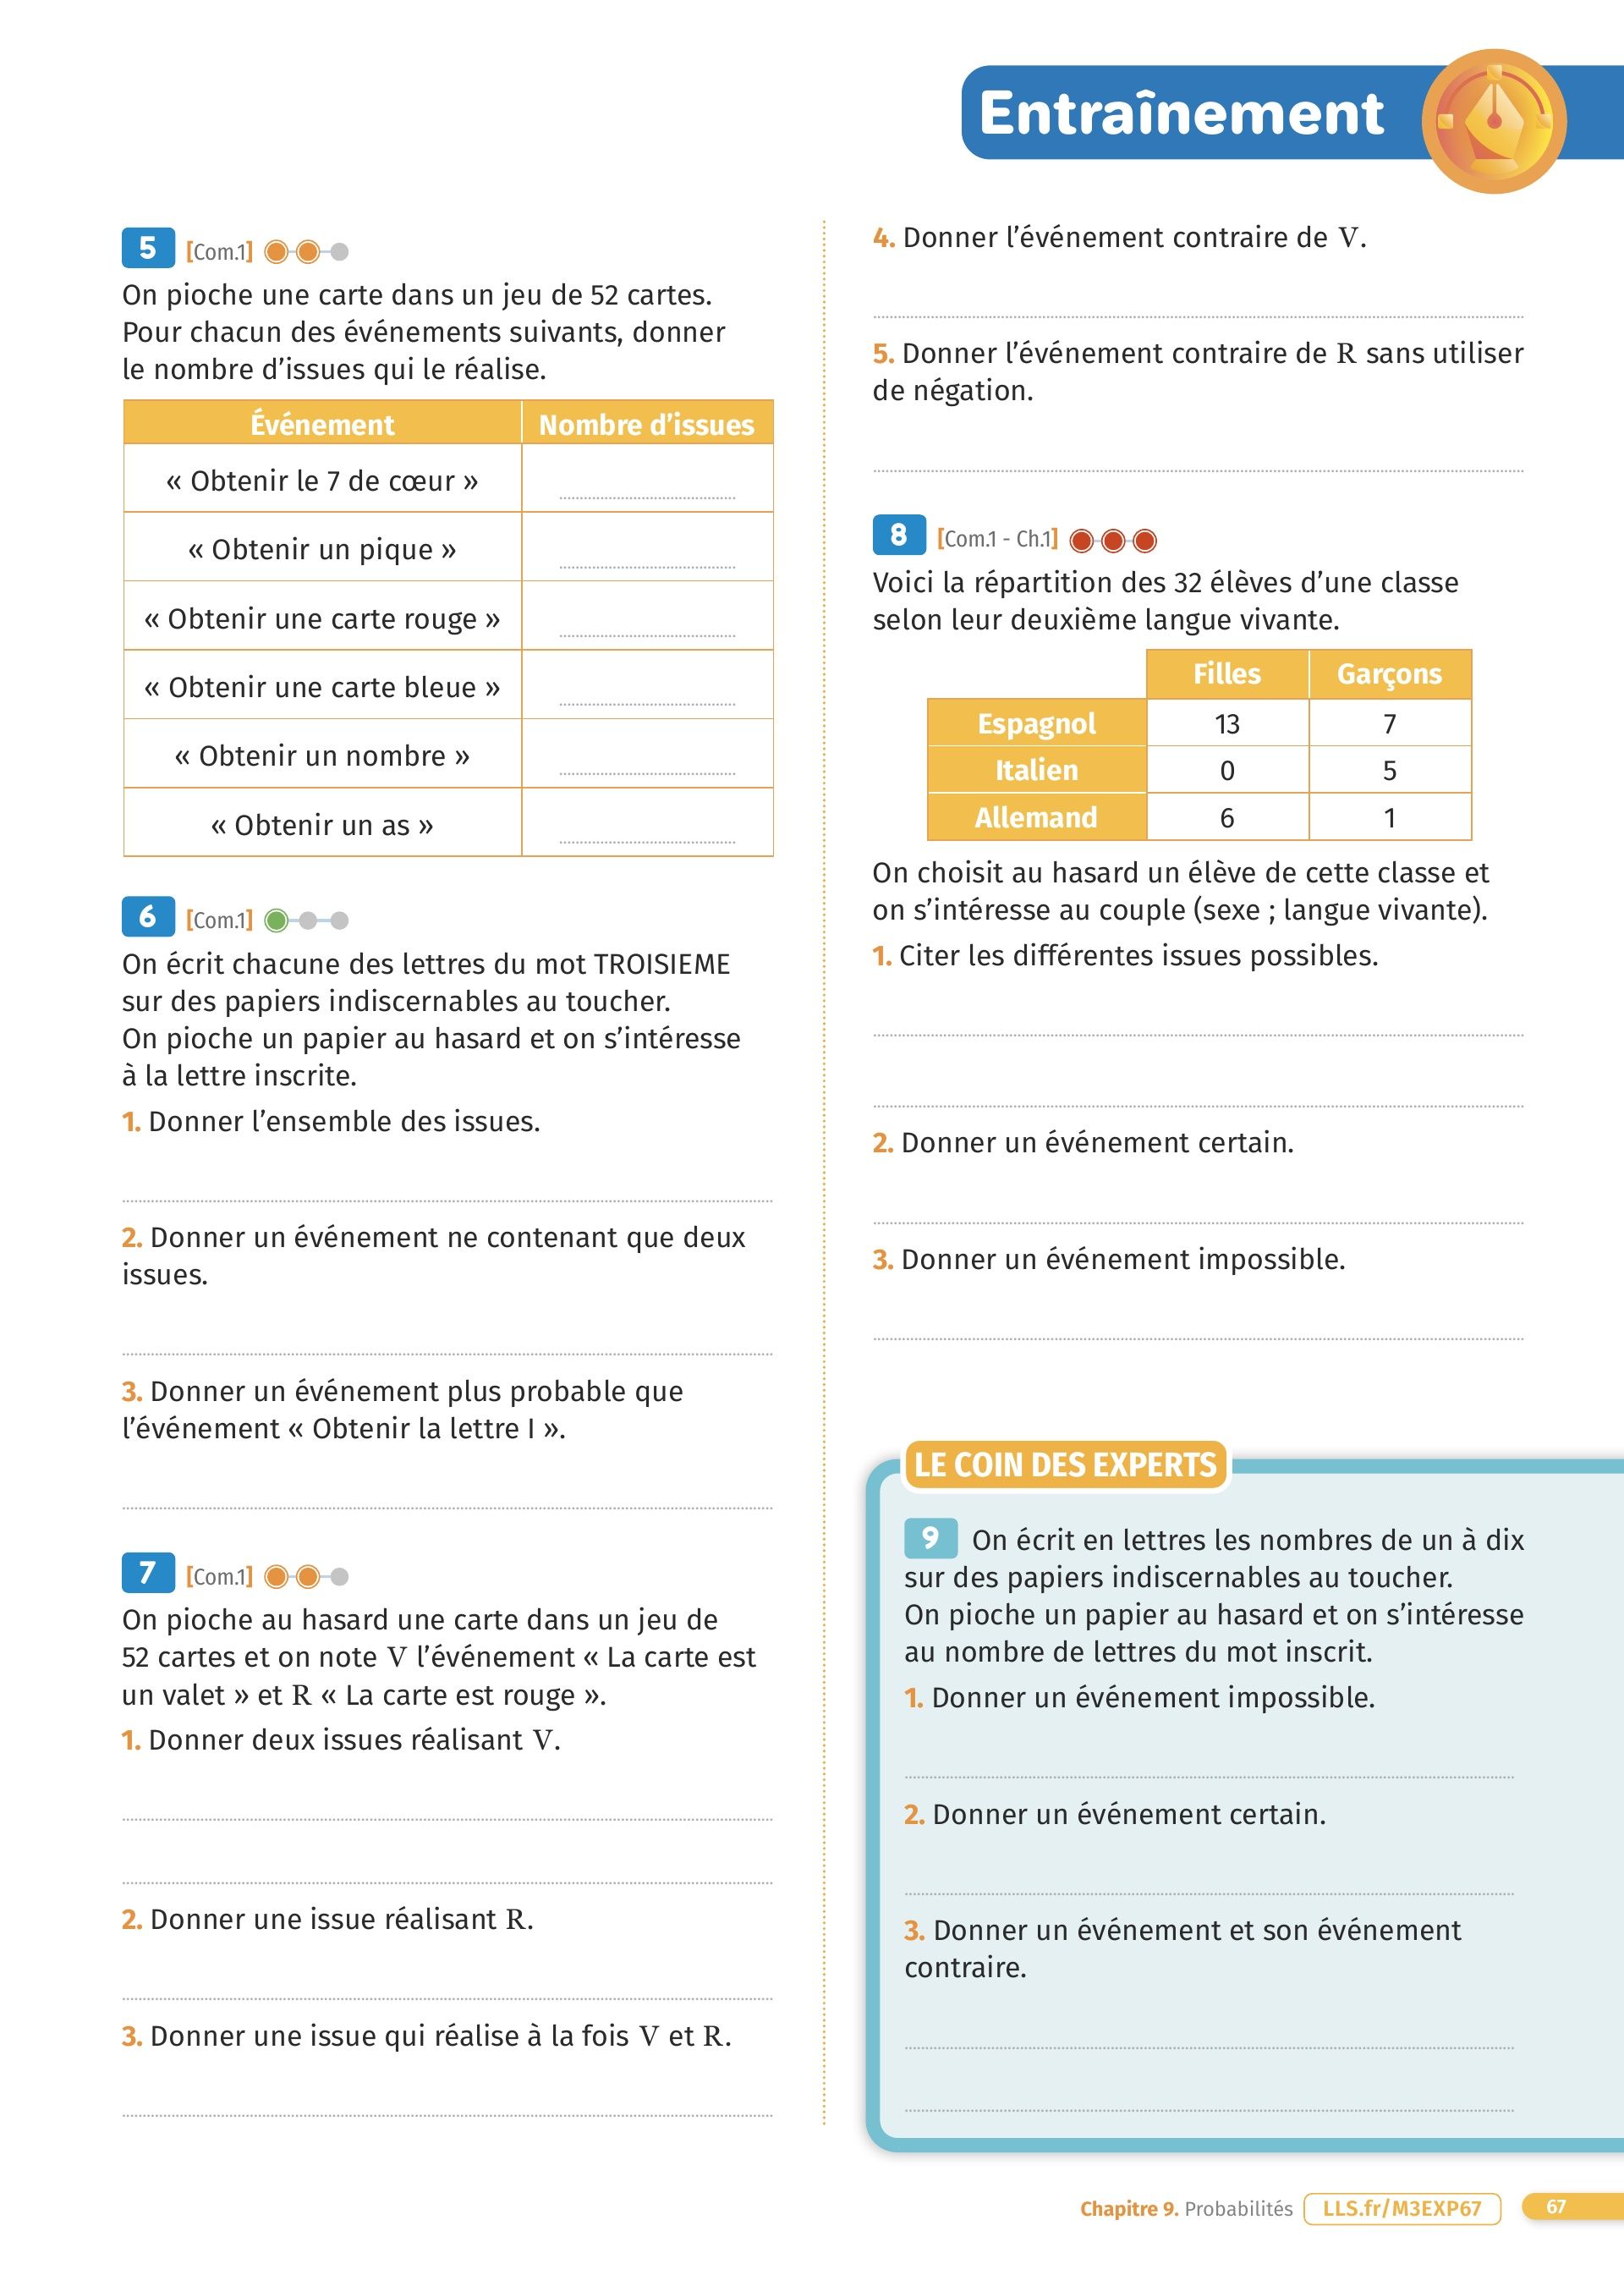 Entraînement
5 [Com.1]
On pioche une carte dans un jeu de 52 cartes.
Pour chacun des événements suivants, donner
le nombre d’issues qui le réalise.
Événement Nombre d’issues
« Obtenir le 7 de cœur »
« Obtenir un pique »
« Obtenir une carte rouge »
« Obtenir une carte bleue »
« Obtenir un nombre »
« Obtenir un as »
6 [Com.1]
On écrit chacune des lettres du mot TROISIEME
sur des papiers indiscernables au toucher.
On pioche un papier au hasard et on s’intéresse
à la lettre inscrite.
1. Donner l’ensemble des issues.
2. Donner un événement ne contenant que deux
issues.
3. Donner un événement plus probable que
l’événement « Obtenir la lettre I ».
7 [Com.1]
On pioche au hasard une carte dans un jeu de
52 cartes et on note V l’événement « La carte est
un valet » et R « La carte est rouge ».
1. Donner deux issues réalisant V.
2. Donner une issue réalisant R.
3. Donner une issue qui réalise à la fois V et R.
4. Donner l’événement contraire de V.
5. Donner l’événement contraire de R sans utiliser
de négation.
8 [Com.1 - Ch.1]
Voici la répartition des 32 élèves d’une classe
selon leur deuxième langue vivante.
Filles Garçons
Espagnol 13 7
Italien 0 5
Allemand 6 1
On choisit au hasard un élève de cette classe et
on s’intéresse au couple (sexe ; langue vivante).
1. Citer les différentes issues possibles.
2. Donner un événement certain.
3. Donner un événement impossible.
LE COIN DES EXPERTS
9 On écrit en lettres les nombres de un à dix
sur des papiers indiscernables au toucher.
On pioche un papier au hasard et on s’intéresse
au nombre de lettres du mot inscrit.
1. Donner un événement impossible.
2. Donner un événement certain.
3. Donner un événement et son événement
contraire.
Chapitre 9. Probabilités LLS.fr/M3EXP67 67